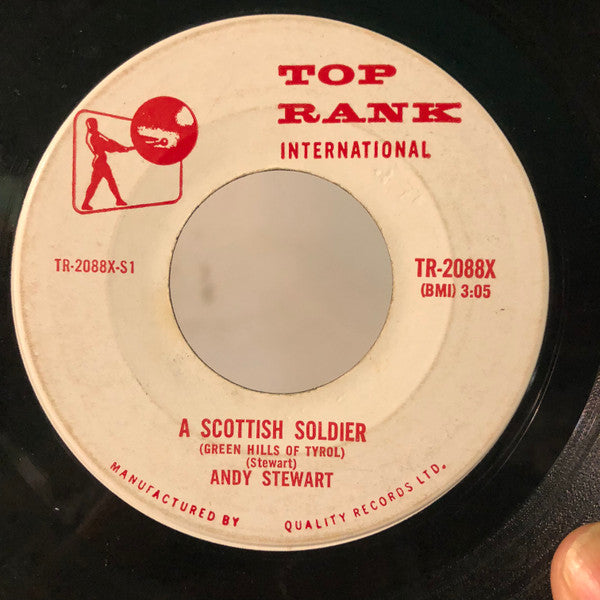 TOP
RANK
INTERNATIONAL
TR-2088X-S1
TR-2088X
(BMI) 3:05
A SCOTTISH SOLDIER
(GREEN HILLS OF TYROL)
(Stewart)
ANDY STEWART
MANUFACTURED BY QUALITY RECORDS LTD.